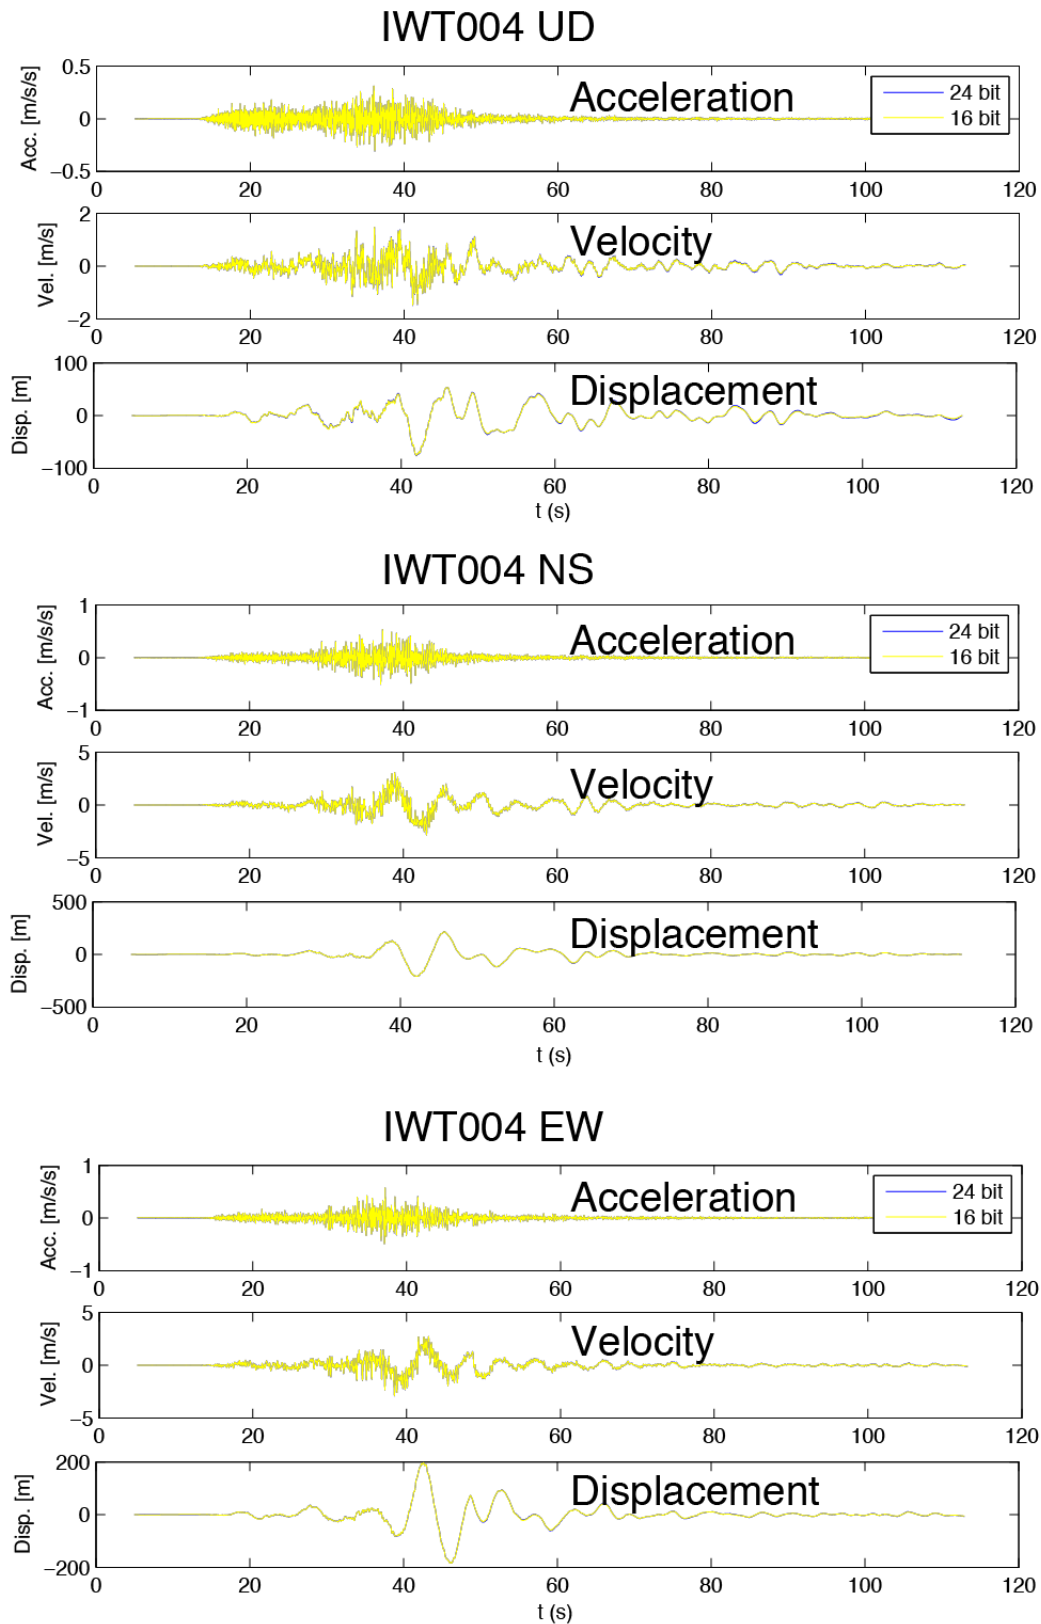 IWT004 UD
Acc. [m/s/s]
0.5
0
−0.5
Acceleration
24 bit
16 bit
0 20 40 60 80 100 120
Vel. [m/s]
2
0
−2
Velocity
0 20 40 60 80 100 120
Disp. [m]
100
0
−100
Displacement
0 20 40 60 80 100 120
t (s)
IWT004 NS
Acc. [m/s/s]
1
0
−1
Acceleration
24 bit
16 bit
0 20 40 60 80 100 120
Vel. [m/s]
5
0
−5
Velocity
0 20 40 60 80 100 120
Disp. [m]
500
0
−500
Displacement
0 20 40 60 80 100 120
t (s)
IWT004 EW
Acc. [m/s/s]
1
0
−1
Acceleration
24 bit
16 bit
0 20 40 60 80 100 120
Vel. [m/s]
5
0
−5
Velocity
0 20 40 60 80 100 120
Disp. [m]
200
0
−200
Displacement
0 20 40 60 80 100 120
t (s)